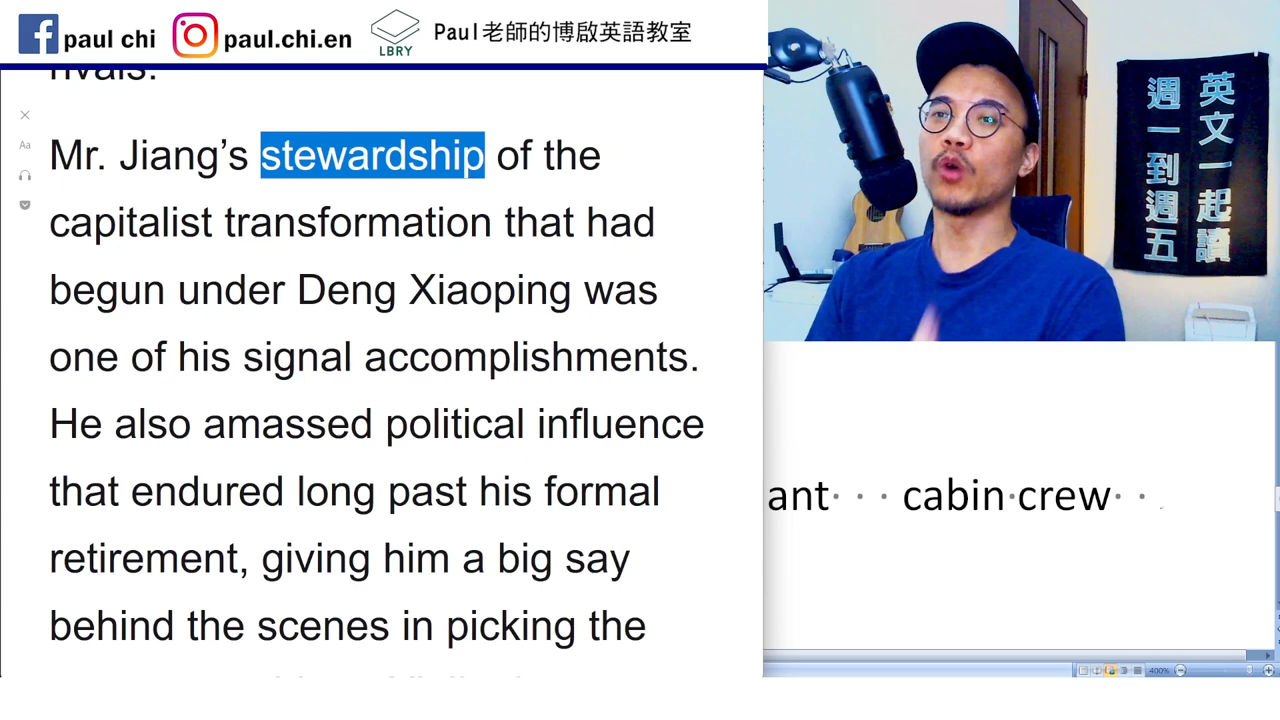 paul chi
paul.chi.en
LBRY
Paul老師的博啟英語教室
rivals.
Aa
Mr. Jiang’s stewardship of the
capitalist transformation that had
begun under Deng Xiaoping was
one of his signal accomplishments.
He also amassed political influence
that endured long past his formal
retirement, giving him a big say
behind the scenes in picking the
英文一起讀
週一到週五
ant··· cabin·crew··
400%